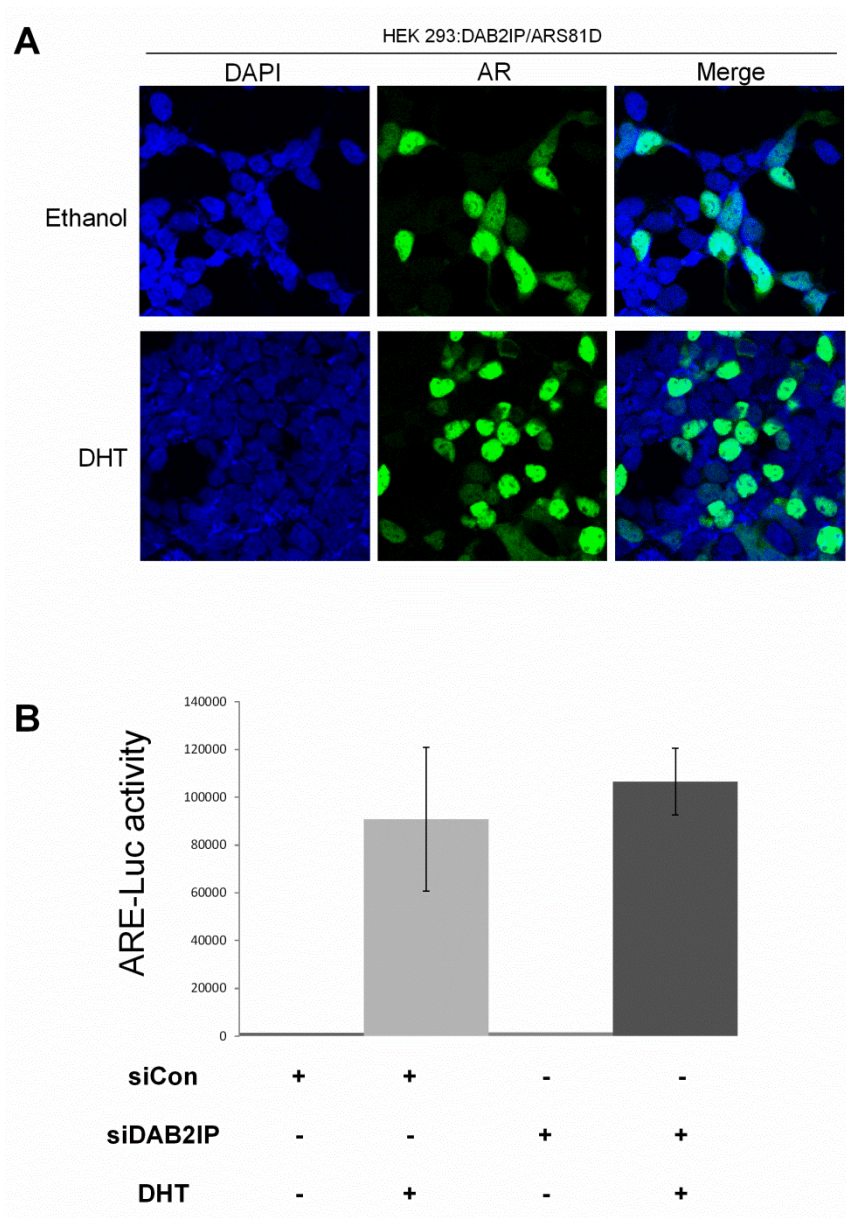 A
HEK 293:DAB2IP/ARS81D
DAPI AR Merge
Ethanol
DHT
B
ARE-Luc activity
140000
120000
100000
80000
60000
40000
20000
0
siCon + + - -
siDAB2IP - - + +
DHT - + - +